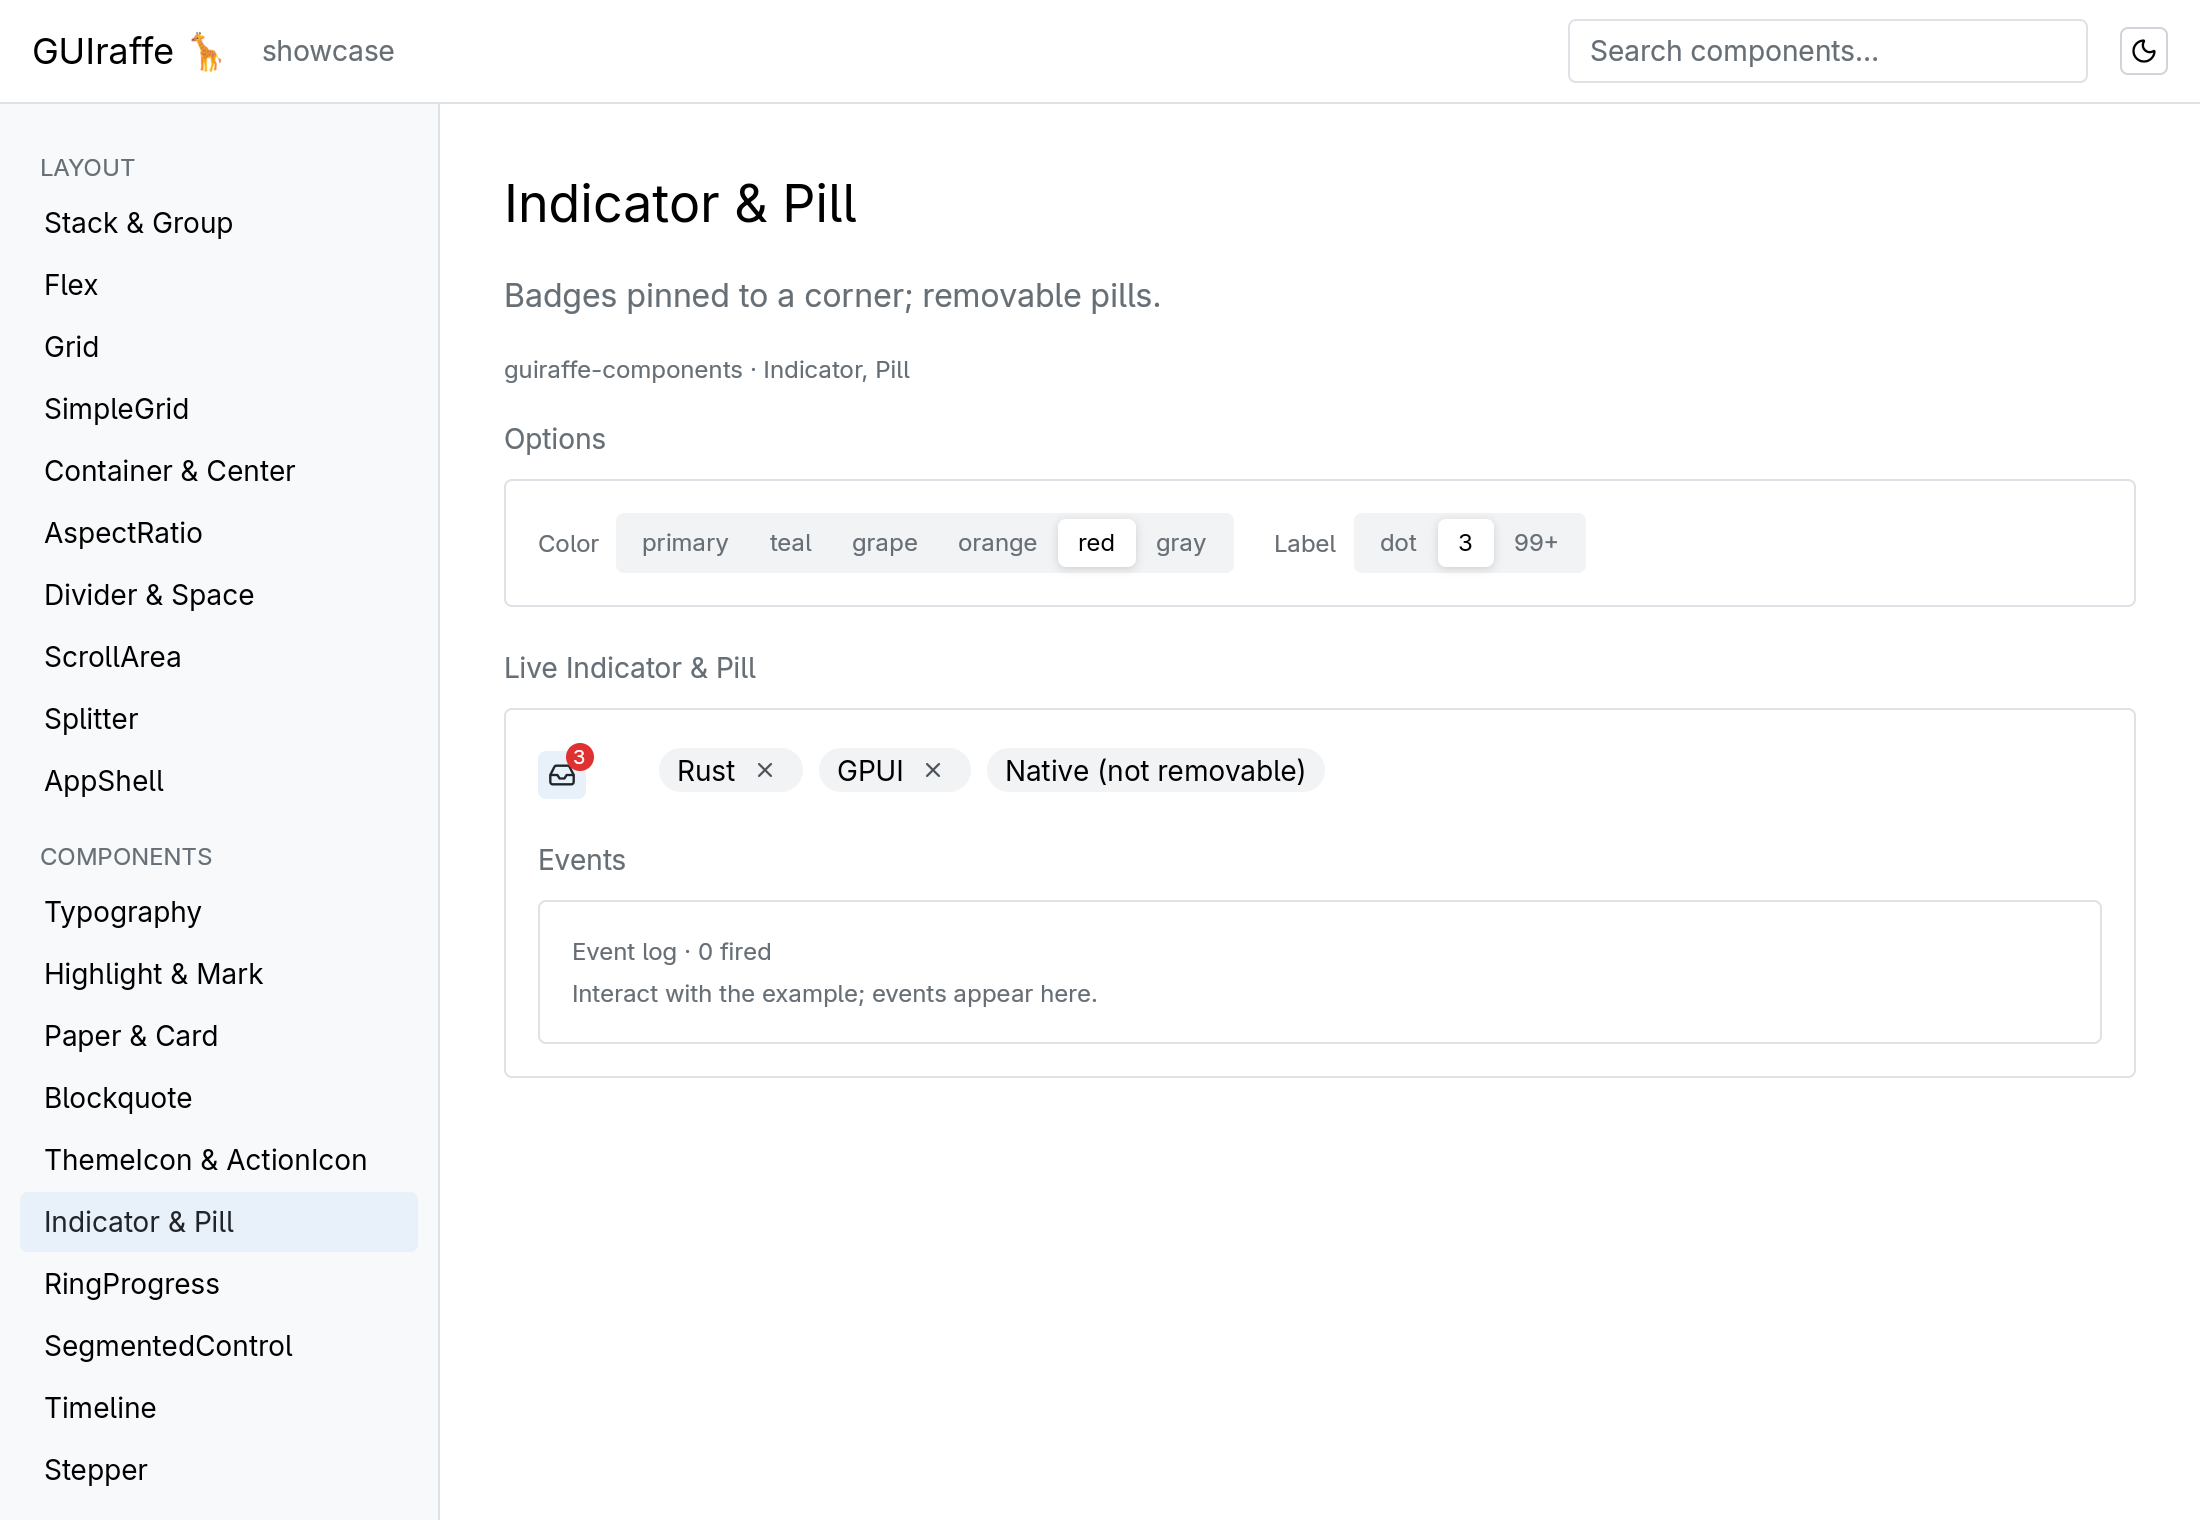 GUIraffe 🦒 showcase Search components...
LAYOUT
Stack & Group
Flex
Grid
SimpleGrid
Container & Center
AspectRatio
Divider & Space
ScrollArea
Splitter
AppShell
COMPONENTS
Typography
Highlight & Mark
Paper & Card
Blockquote
ThemeIcon & ActionIcon
Indicator & Pill
RingProgress
SegmentedControl
Timeline
Stepper
Indicator & Pill
Badges pinned to a corner; removable pills.
guiraffe-components · Indicator, Pill
Options
Color primary teal grape orange red gray Label dot 3 99+
Live Indicator & Pill
3 Rust GPUI Native (not removable)
Events
Event log · 0 fired
Interact with the example; events appear here.